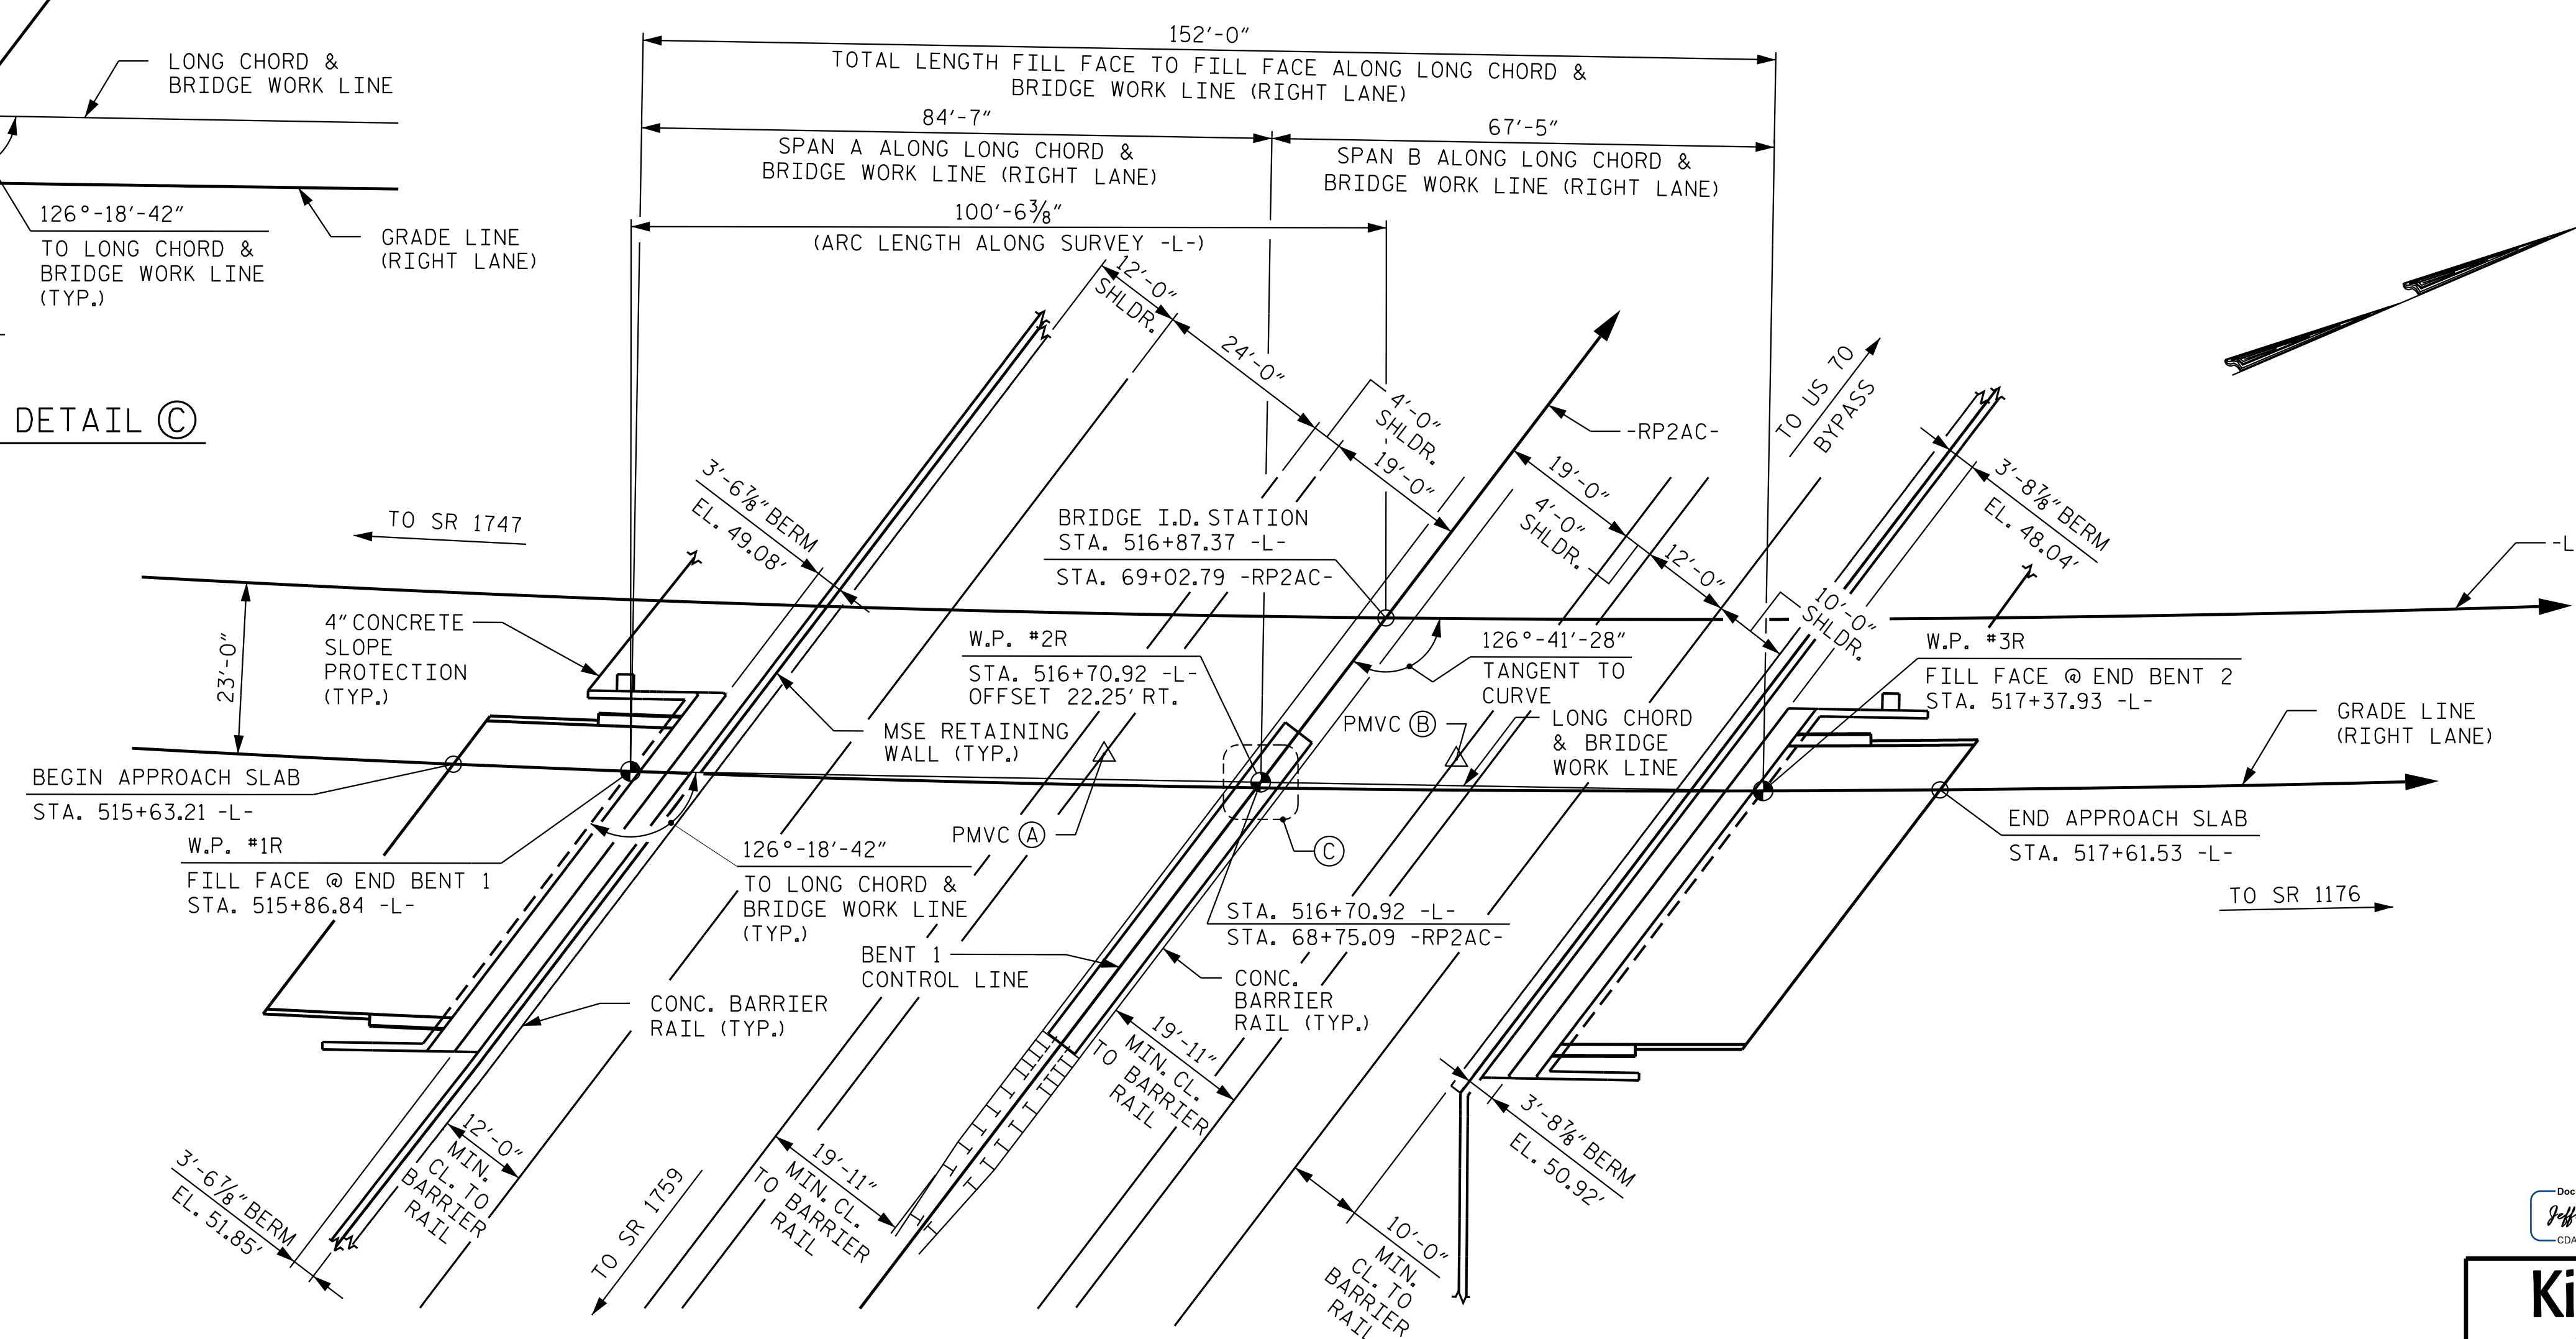 152'-0"
TOTAL LENGTH FILL FACE TO FILL FACE ALONG LONG CHORD &
BRIDGE WORK LINE (RIGHT LANE)
84'-7"
SPAN A ALONG LONG CHORD &
BRIDGE WORK LINE (RIGHT LANE)
67'-5"
SPAN B ALONG LONG CHORD &
BRIDGE WORK LINE (RIGHT LANE)
100'-6⅜"
(ARC LENGTH ALONG SURVEY -L-)
LONG CHORD &
BRIDGE WORK LINE
126°-18'-42"
TO LONG CHORD &
BRIDGE WORK LINE
(TYP.)
GRADE LINE
(RIGHT LANE)
DETAIL C
12'-0"
SHLDR.
24'-0"
4'-0"
SHLDR.
19'-0"
-RP2AC-
TO US 70
BYPASS
19'-0"
4'-0"
SHLDR.
12'-0"
10'-0"
SHLDR.
3'-8⅞" BERM
EL. 48.04'
3'-6⅞" BERM
EL. 49.08'
TO SR 1747
BRIDGE I.D. STATION
STA. 516+87.37 -L-
STA. 69+02.79 -RP2AC-
-L
23'-0"
4" CONCRETE
SLOPE
PROTECTION
(TYP.)
W.P. #2R
STA. 516+70.92 -L-
OFFSET 22.25' RT.
126°-41'-28"
TANGENT TO
CURVE
W.P. #3R
FILL FACE @ END BENT 2
STA. 517+37.93 -L-
MSE RETAINING
WALL (TYP.)
PMVC B
LONG CHORD
& BRIDGE
WORK LINE
GRADE LINE
(RIGHT LANE)
BEGIN APPROACH SLAB
STA. 515+63.21 -L-
END APPROACH SLAB
STA. 517+61.53 -L-
W.P. #1R
FILL FACE @ END BENT 1
STA. 515+86.84 -L-
PMVC A
C
126°-18'-42"
TO LONG CHORD &
BRIDGE WORK LINE
(TYP.)
TO SR 1176
STA. 516+70.92 -L-
STA. 68+75.09 -RP2AC-
BENT 1
CONTROL LINE
CONC.
BARRIER
RAIL (TYP.)
CONC. BARRIER
RAIL (TYP.)
19'-11"
MIN. CL.
TO BARRIER
RAIL
12'-0"
MIN.
CL. TO
BARRIER
RAIL
19'-11"
MIN. CL.
TO BARRIER
RAIL
3'-8⅞" BERM
EL. 50.92'
3'-6⅞" BERM
EL. 51.85'
TO SR 1759
10'-0"
MIN.
CL. TO
BARRIER
RAIL
Doc
Jeff
CDA
Ki